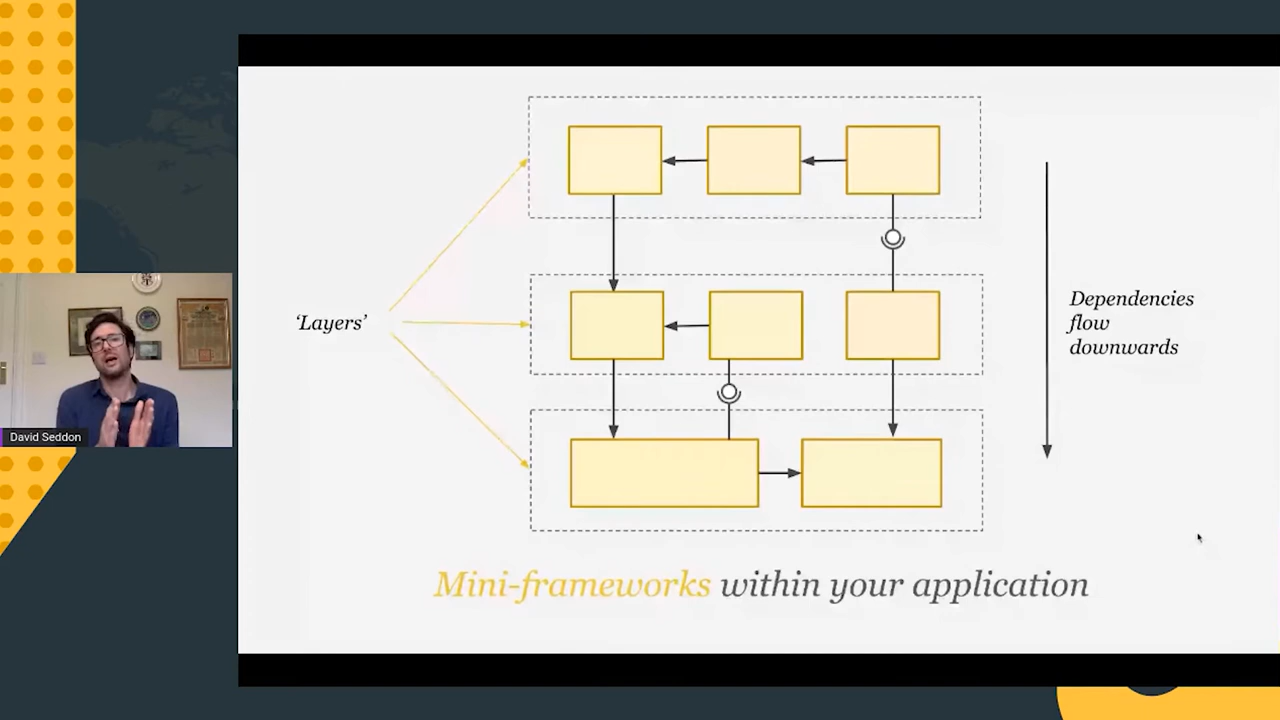 ‘Layers’
Dependencies
flow
downwards
Mini-frameworks within your application
David Seddon